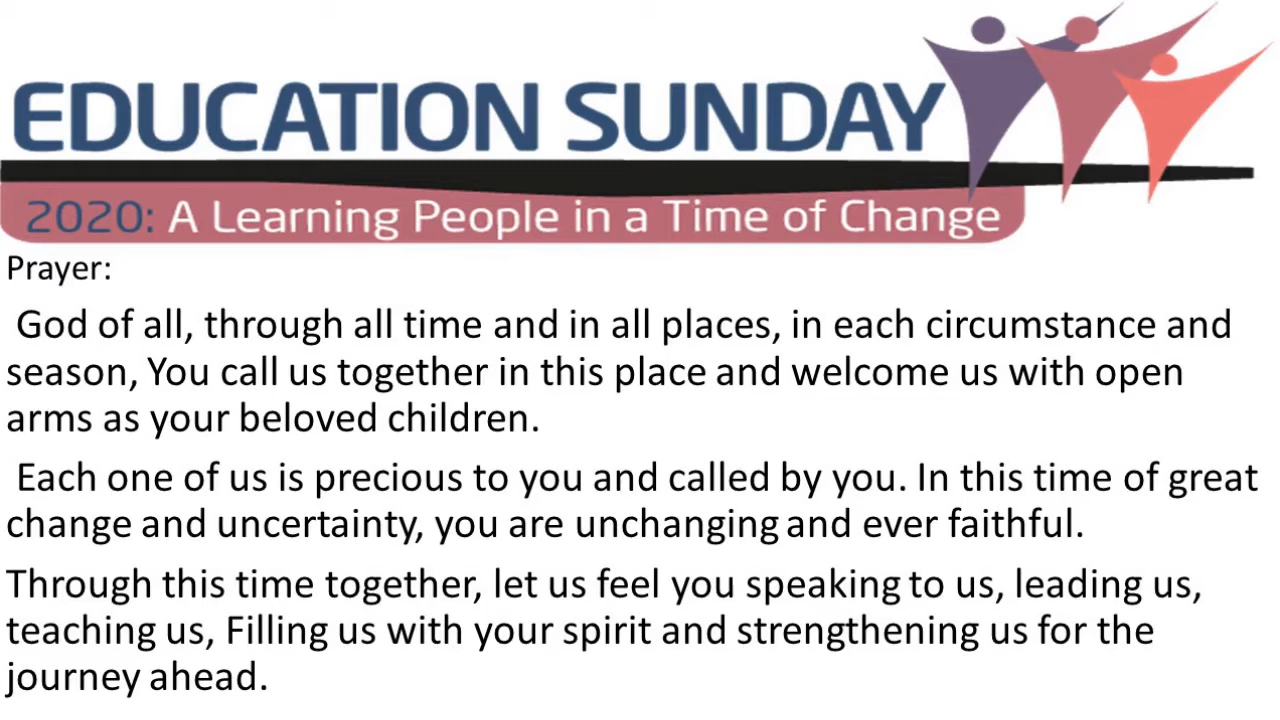 EDUCATION SUNDAY
2020: A Learning People in a Time of Change
Prayer:
God of all, through all time and in all places, in each circumstance and
season, You call us together in this place and welcome us with open
arms as your beloved children.
Each one of us is precious to you and called by you. In this time of great
change and uncertainty, you are unchanging and ever faithful.
Through this time together, let us feel you speaking to us, leading us,
teaching us, Filling us with your spirit and strengthening us for the
journey ahead.